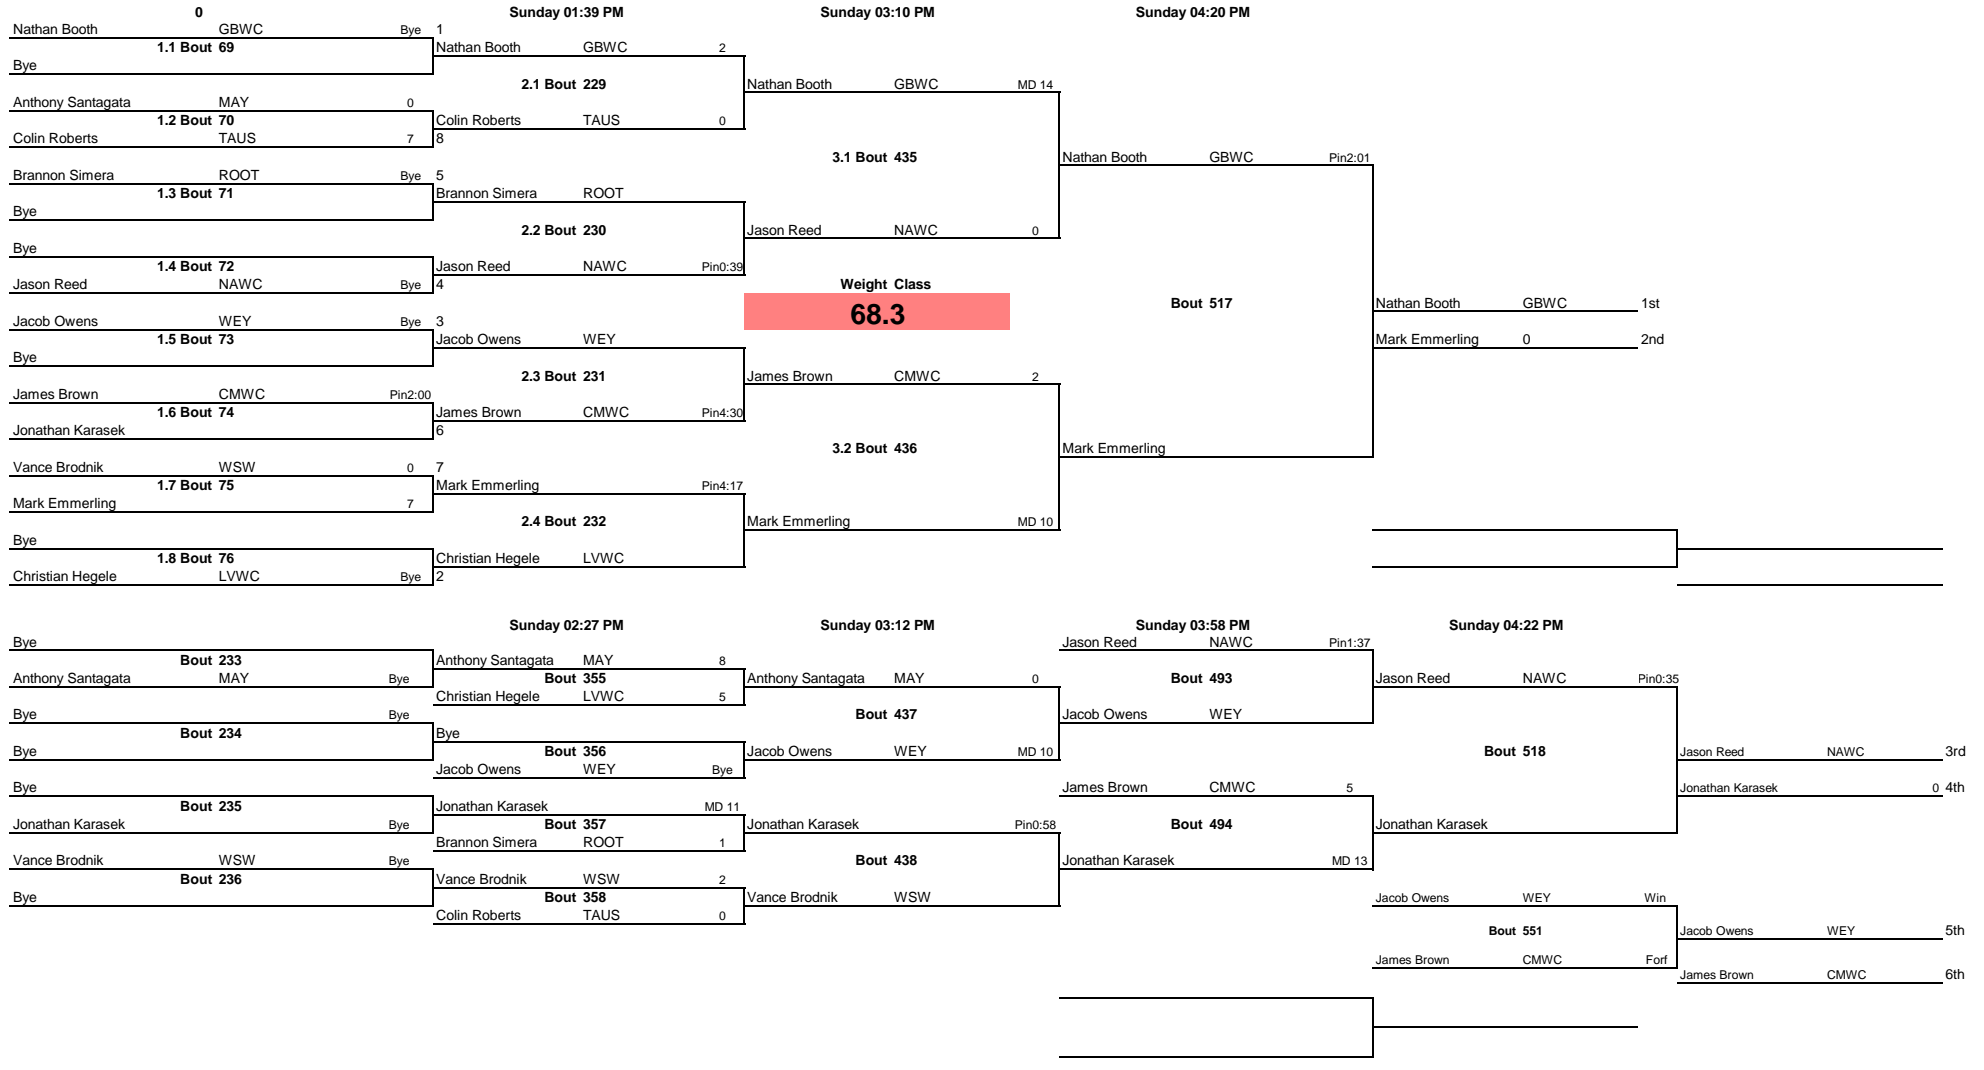 0 Sunday 01:39 PM Sunday 03:10 PM Sunday 04:20 PM
Nathan Booth GBWC Bye 1
1.1 Bout 69 Nathan Booth GBWC 2
Bye
2.1 Bout 229 Nathan Booth GBWC MD 14
Anthony Santagata MAY 0
1.2 Bout 70 Colin Roberts TAUS 0
Colin Roberts TAUS 7 8
3.1 Bout 435 Nathan Booth GBWC Pin2:01
Brannon Simera ROOT Bye 5
1.3 Bout 71 Brannon Simera ROOT
Bye
2.2 Bout 230 Jason Reed NAWC 0
Bye
1.4 Bout 72 Jason Reed NAWC Pin0:39
Jason Reed NAWC Bye 4 Weight Class
Bout 517 Nathan Booth GBWC 1st
68.3
Jacob Owens WEY Bye 3
1.5 Bout 73 Jacob Owens WEY Mark Emmerling 0 2nd
Bye
2.3 Bout 231 James Brown CMWC 2
James Brown CMWC Pin2:00
1.6 Bout 74 James Brown CMWC Pin4:30
Jonathan Karasek 6
3.2 Bout 436 Mark Emmerling
Vance Brodnik WSW 0 7
1.7 Bout 75 Mark Emmerling Pin4:17
Mark Emmerling 7
2.4 Bout 232 Mark Emmerling MD 10
Bye
1.8 Bout 76 Christian Hegele LVWC
Christian Hegele LVWC Bye 2
Sunday 02:27 PM Sunday 03:12 PM Sunday 03:58 PM Sunday 04:22 PM
Bye Jason Reed NAWC Pin1:37
Bout 233 Anthony Santagata MAY 8
Anthony Santagata MAY Bye Bout 355 Anthony Santagata MAY 0 Bout 493 Jason Reed NAWC Pin0:35
Christian Hegele LVWC 5
Bye Bye Bout 437 Jacob Owens WEY
Bout 234 Bye
Bye Bout 356 Jacob Owens WEY MD 10 Bout 518 Jason Reed NAWC 3rd
Jacob Owens WEY Bye
Bye James Brown CMWC 5 Jonathan Karasek 0 4th
Bout 235 Jonathan Karasek MD 11
Jonathan Karasek Bye Bout 357 Jonathan Karasek Pin0:58 Bout 494 Jonathan Karasek
Brannon Simera ROOT 1
Vance Brodnik WSW Bye Bout 438 Jonathan Karasek MD 13
Bout 236 Vance Brodnik WSW 2
Bye Bout 358 Vance Brodnik WSW Jacob Owens WEY Win
Colin Roberts TAUS 0
Bout 551 Jacob Owens WEY 5th
James Brown CMWC Forf
James Brown CMWC 6th